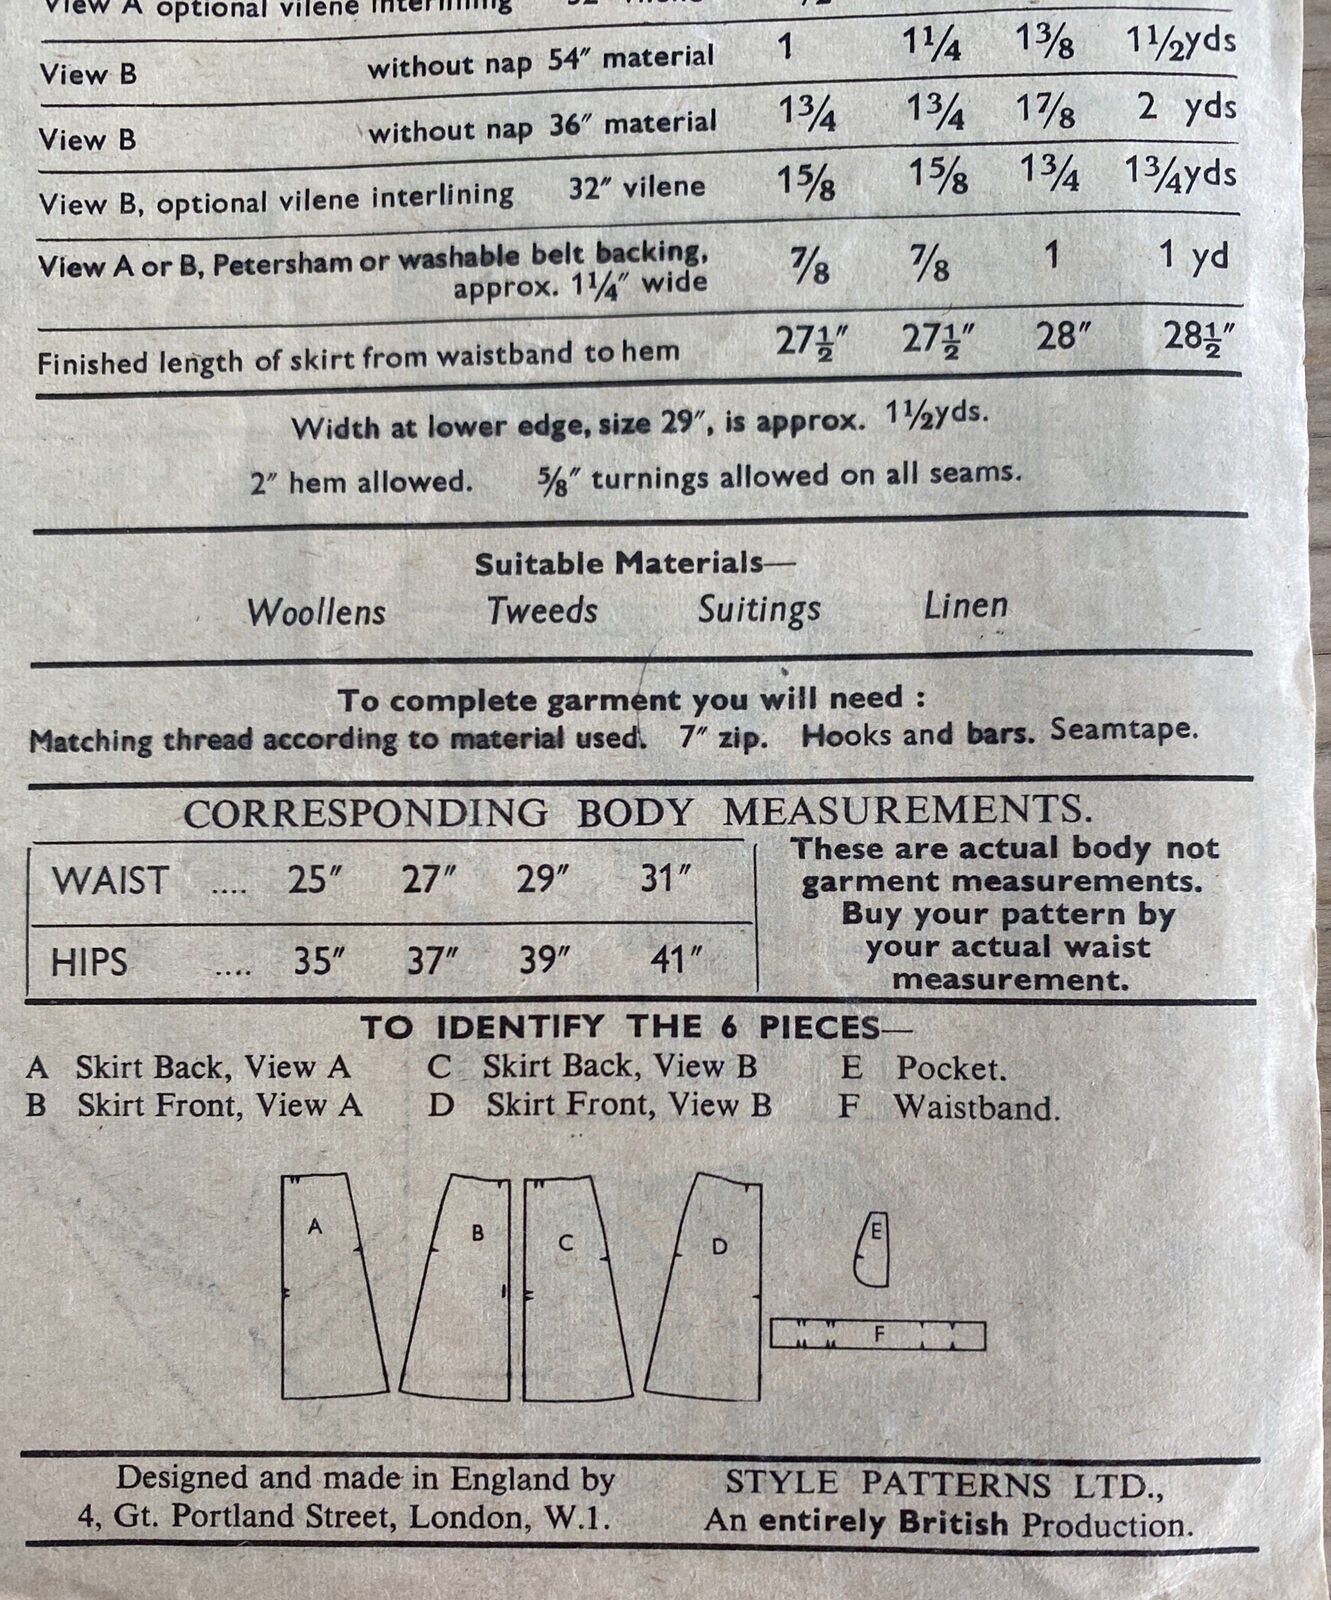 View A optional vilene interlining 32" vilene
View B without nap 54" material 1 1¼ 1⅜ 1½yds
View B without nap 36" material 1¾ 1¾ 1⅞ 2 yds
View B, optional vilene interlining 32" vilene 1⅝ 1⅝ 1¾ 1¾yds
View A or B, Petersham or washable belt backing,
approx. 1¼" wide ⅞ ⅞ 1 1 yd
Finished length of skirt from waistband to hem 27½" 27½" 28" 28½"
Width at lower edge, size 29", is approx. 1½yds.
2" hem allowed. ⅝" turnings allowed on all seams.
Suitable Materials—
Woollens Tweeds Suitings Linen
To complete garment you will need :
Matching thread according to material used. 7" zip. Hooks and bars. Seamtape.
CORRESPONDING BODY MEASUREMENTS.
WAIST .... 25" 27" 29" 31"
HIPS .... 35" 37" 39" 41"
These are actual body not
garment measurements.
Buy your pattern by
your actual waist
measurement.
TO IDENTIFY THE 6 PIECES—
A Skirt Back, View A C Skirt Back, View B E Pocket.
B Skirt Front, View A D Skirt Front, View B F Waistband.
A B C D E
F
Designed and made in England by
4, Gt. Portland Street, London, W.1.
STYLE PATTERNS LTD.,
An entirely British Production.